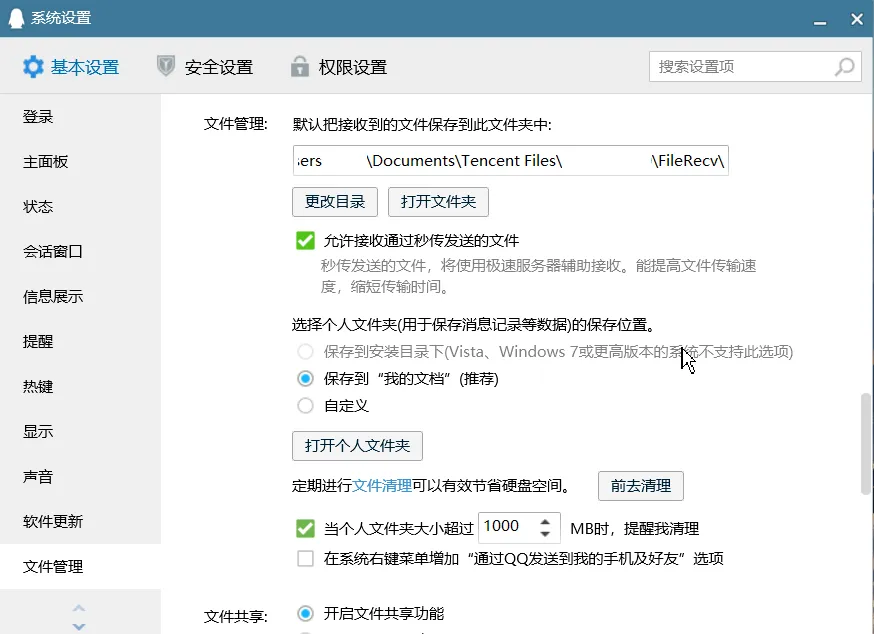 系统设置
基本设置 安全设置 权限设置 搜索设置项
登录
主面板
状态
会话窗口
信息展示
提醒
热键
显示
声音
软件更新
文件管理
文件管理: 默认把接收到的文件保存到此文件夹中:
sers \Documents\Tencent Files\ \FileRecv\
更改目录 打开文件夹
允许接收通过秒传发送的文件
秒传发送的文件，将使用极速服务器辅助接收。能提高文件传输速
度，缩短传输时间。
选择个人文件夹(用于保存消息记录等数据)的保存位置。
保存到安装目录下(Vista、Windows 7或更高版本的系统不支持此选项)
保存到“我的文档”(推荐)
自定义
打开个人文件夹
定期进行文件清理可以有效节省硬盘空间。 前去清理
当个人文件夹大小超过 1000 MB时，提醒我清理
在系统右键菜单增加“通过QQ发送到我的手机及好友”选项
文件共享: 开启文件共享功能